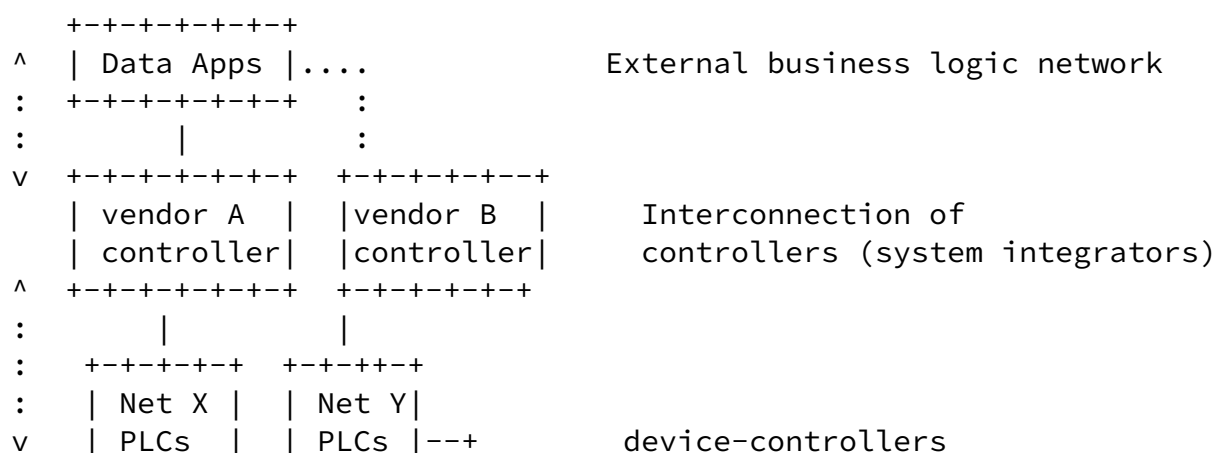 +-+-+-+-+-+-+
^   | Data Apps |....             External business logic network
:   +-+-+-+-+-+-+   :
:         |         :
v   +-+-+-+-+-+-+  +-+-+-+-+--+
    | vendor A  |  |vendor B  |     Interconnection of
    | controller|  |controller|     controllers (system integrators)
^   +-+-+-+-+-+-+  +-+-+-+-+-+
:        |         |
:    +-+-+-+-+  +-+-++-+
:    | Net X |  | Net Y|
v    | PLCs  |  | PLCs |--+        device-controllers